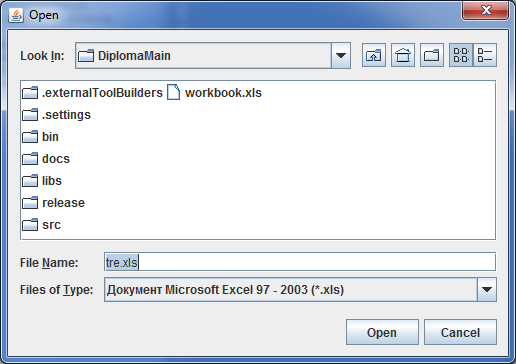 Open
Look In: DiplomaMain
.externalToolBuilders workbook.xls
.settings
bin
docs
libs
release
src
File Name: tre.xls
Files of Type: Документ Microsoft Excel 97 - 2003 (*.xls)
Open Cancel